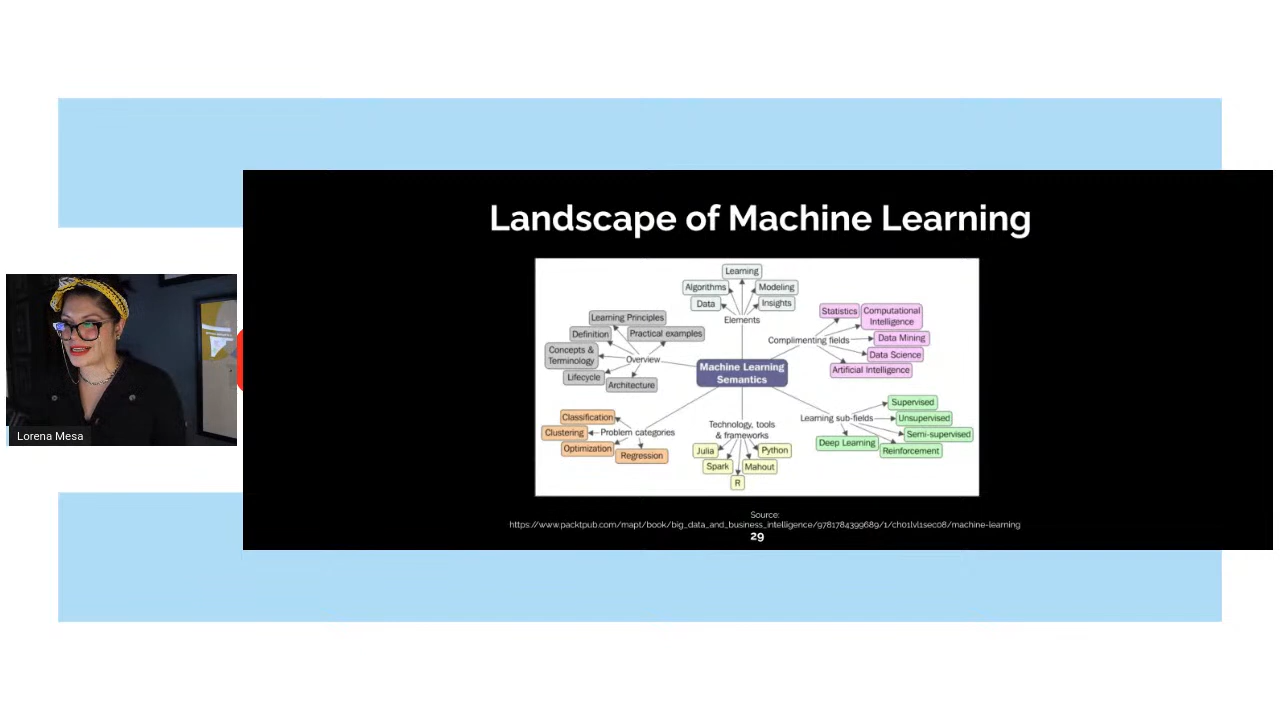 Landscape of Machine Learning
Learning
Algorithms
Modeling
Data
Insights
Elements
Learning Principles
Definition
Practical examples
Concepts &
Terminology
Overview
Lifecycle
Architecture
Statistics
Computational
Intelligence
Complimenting fields
Data Mining
Data Science
Artificial Intelligence
Machine Learning
Semantics
Classification
Clustering
Problem categories
Optimization
Regression
Technology, tools
& frameworks
Julia
Python
Spark
Mahout
R
Learning sub-fields
Supervised
Unsupervised
Semi-supervised
Deep Learning
Reinforcement
Source:
https://www.packtpub.com/mapt/book/big_data_and_business_intelligence/9781784399689/1/ch01lvl1sec08/machine-learning
29
Lorena Mesa